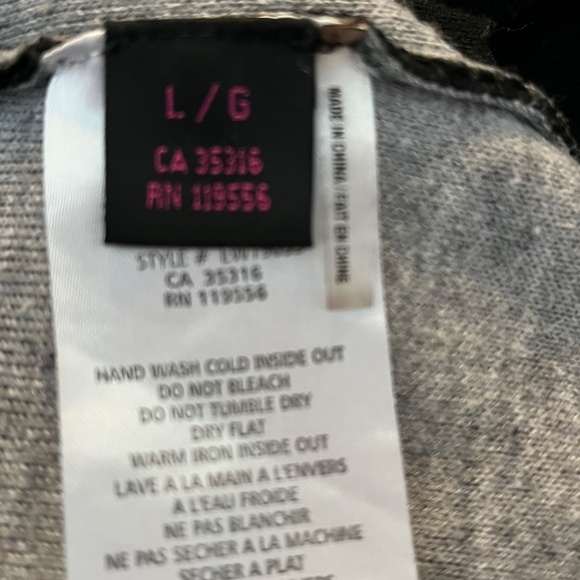 L / G
CA 35316
RN 119556
MADE IN CHINA / FAIT EN CHINE
STYLE #
CA 35316
RN 119556
HAND WASH COLD INSIDE OUT
DO NOT BLEACH
DO NOT TUMBLE DRY
DRY FLAT
WARM IRON INSIDE OUT
LAVE A LA MAIN A L'ENVERS
A L'EAU FROIDE
NE PAS BLANCHIR
NE PAS SECHER A LA MACHINE
SECHER A PLAT